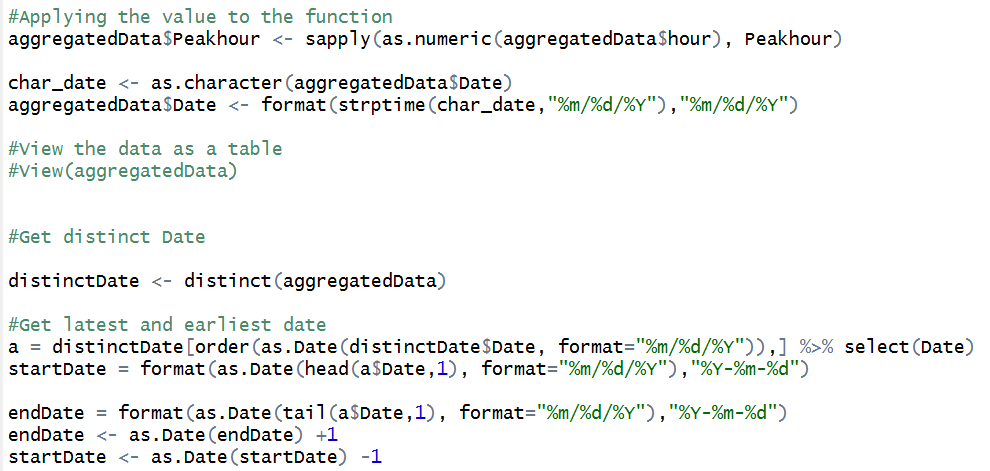 #Applying the value to the function
aggregatedData$Peakhour <- sapply(as.numeric(aggregatedData$hour), Peakhour)
char_date <- as.character(aggregatedData$Date)
aggregatedData$Date <- format(strptime(char_date,"%m/%d/%Y"),"%m/%d/%Y")
#View the data as a table
#View(aggregatedData)
#Get distinct Date
distinctDate <- distinct(aggregatedData)
#Get latest and earliest date
a = distinctDate[order(as.Date(distinctDate$Date, format="%m/%d/%Y")),] %>% select(Date)
startDate = format(as.Date(head(a$Date,1), format="%m/%d/%Y"),"%Y-%m-%d")
endDate = format(as.Date(tail(a$Date,1), format="%m/%d/%Y"),"%Y-%m-%d")
endDate <- as.Date(endDate) +1
startDate <- as.Date(startDate) -1